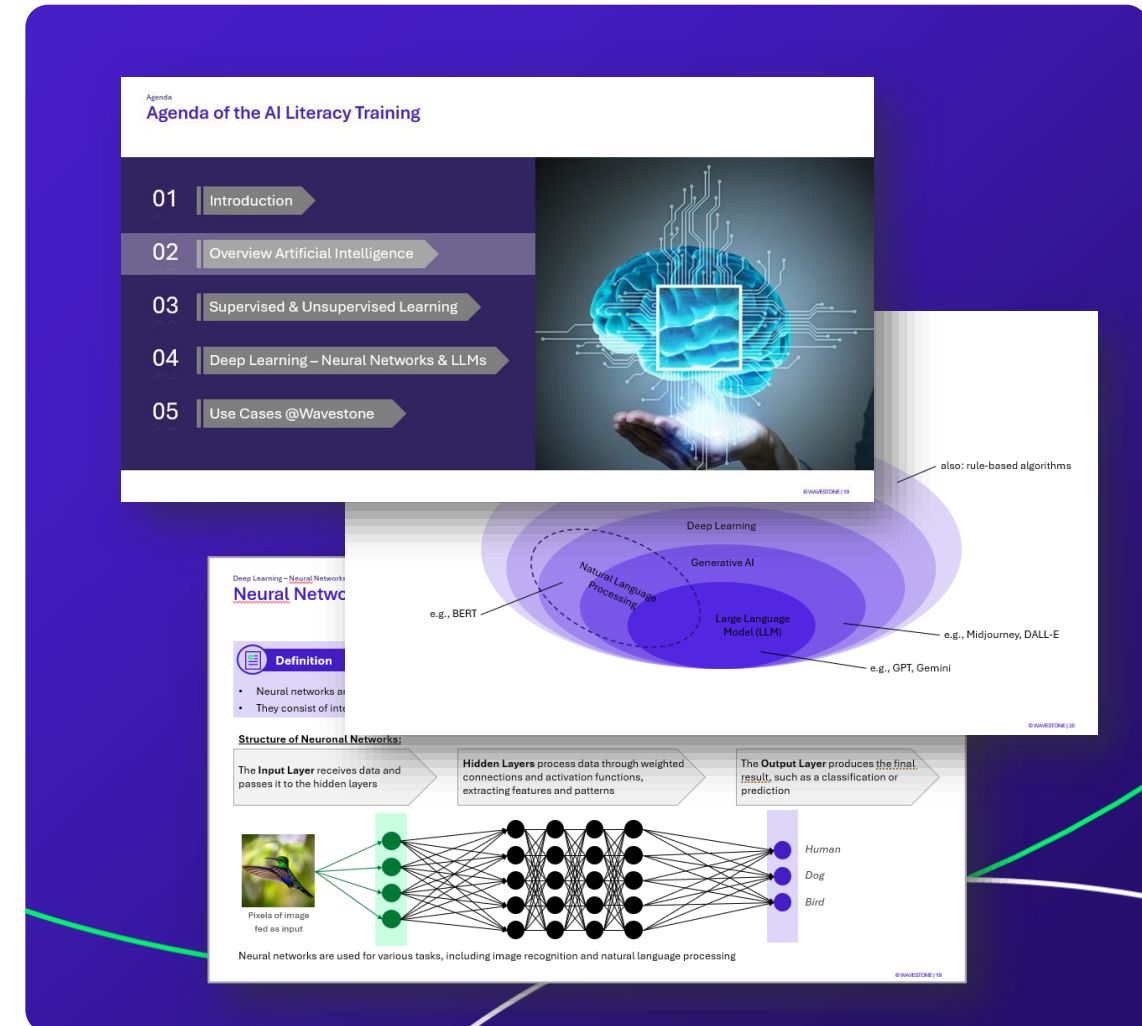 Agenda
Agenda of the AI Literacy Training
01 Introduction
02 Overview Artificial Intelligence
03 Supervised & Unsupervised Learning
04 Deep Learning – Neural Networks & LLMs
05 Use Cases @Wavestone
© WAVESTONE | 19
also: rule-based algorithms
Deep Learning
Generative AI
Natural Language
Processing
Large Language
Model (LLM)
e.g., BERT
e.g., Midjourney, DALL-E
e.g., GPT, Gemini
© WAVESTONE | 20
Deep Learning – Neural Networks
Neural Netwo
Definition
• Neural networks ar
• They consist of inte
Structure of Neuronal Networks:
The Input Layer receives data and
passes it to the hidden layers
Hidden Layers process data through weighted
connections and activation functions,
extracting features and patterns
The Output Layer produces the final
result, such as a classification or
prediction
Pixels of image
fed as input
Human
Dog
Bird
Neural networks are used for various tasks, including image recognition and natural language processing
© WAVESTONE | 19